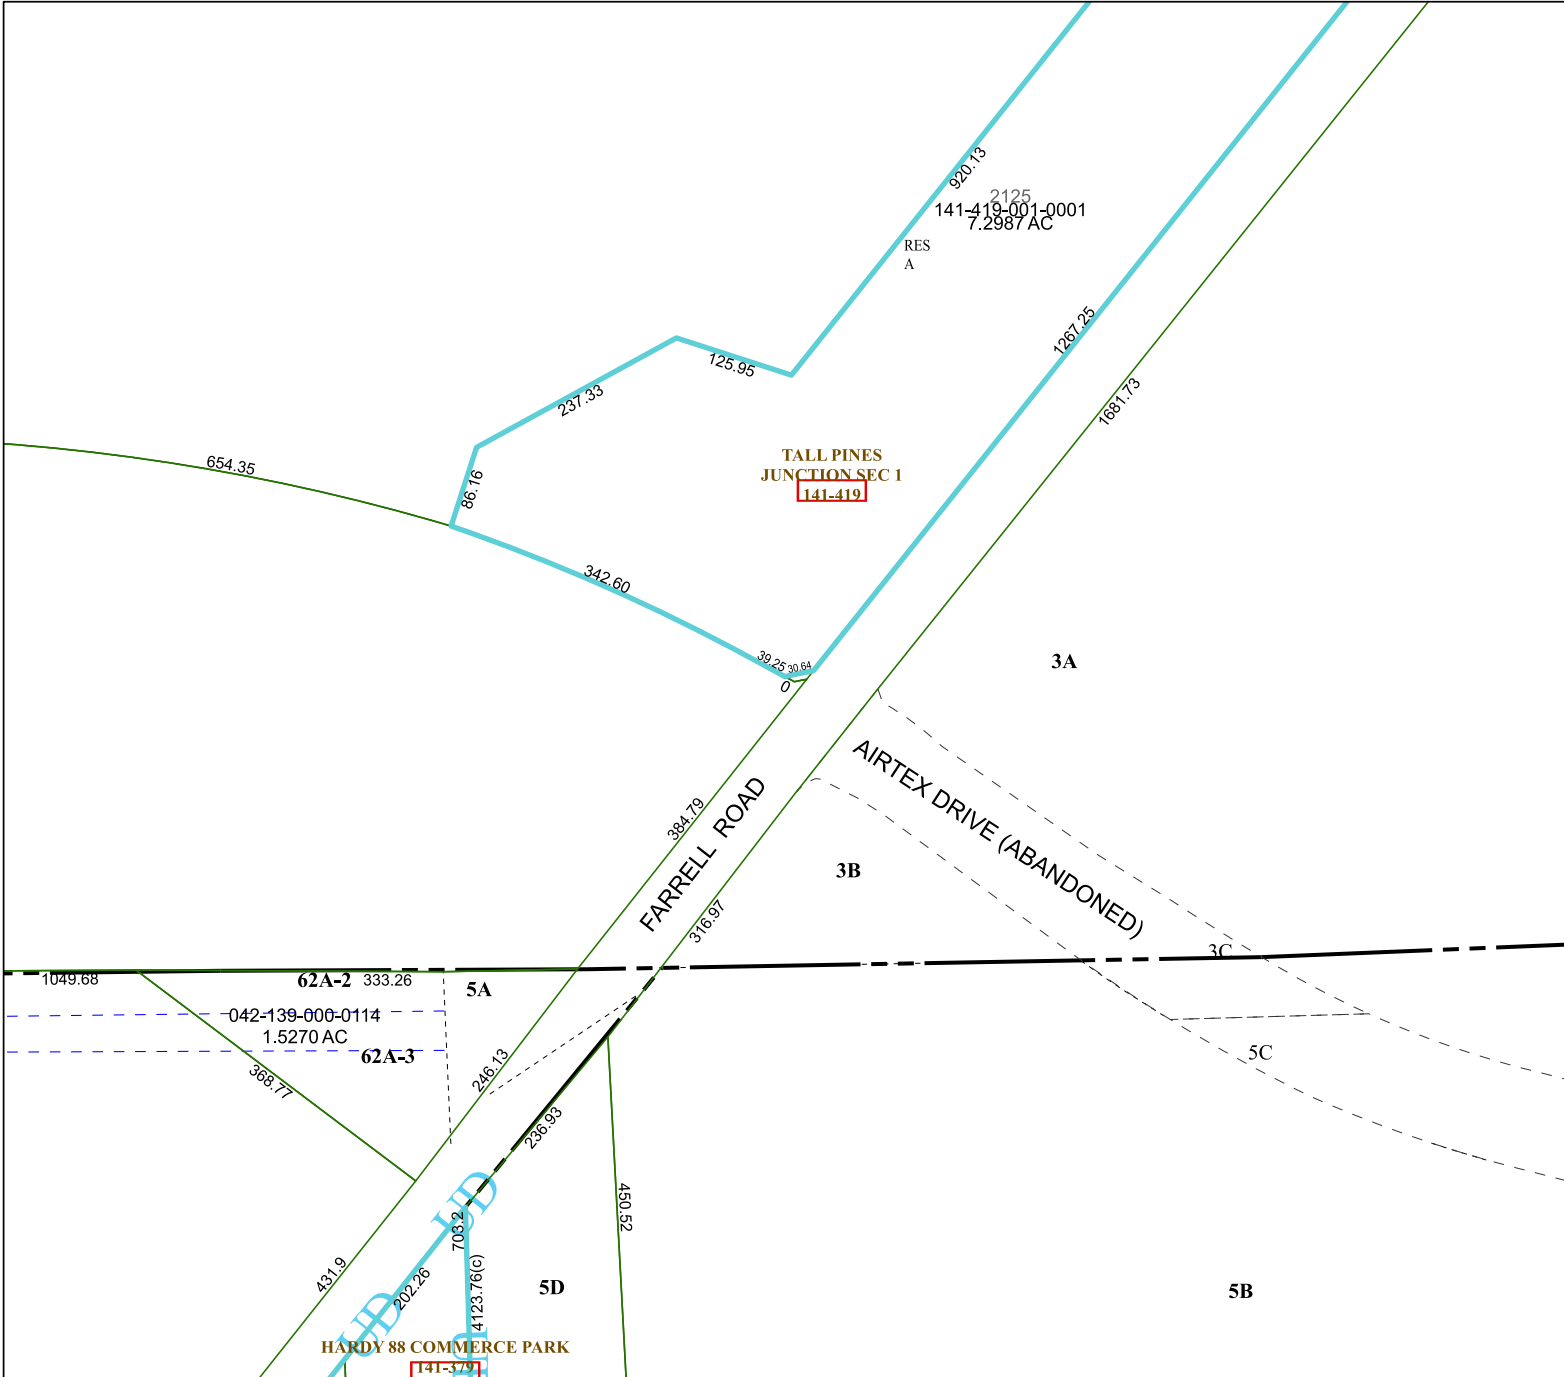 920.13
2125
141-419-001-0001
7.2987 AC
RES
A
1267.25
125.95
1681.73
237.33
TALL PINES
JUNCTION SEC 1
141-419
654.35
86.16
342.60
39.25
30.64
0
3A
AIRTEX DRIVE (ABANDONED)
384.79
FARRELL ROAD
3B
316.97
3C
1049.68
62A-2
333.26
5A
042-139-000-0114
1.5270 AC
62A-3
5C
368.77
246.13
236.93
UD
450.52
703.2
431.9
202.26
4123.76(c)
5D
5B
UD
HARDY 88 COMMERCE PARK
141-379